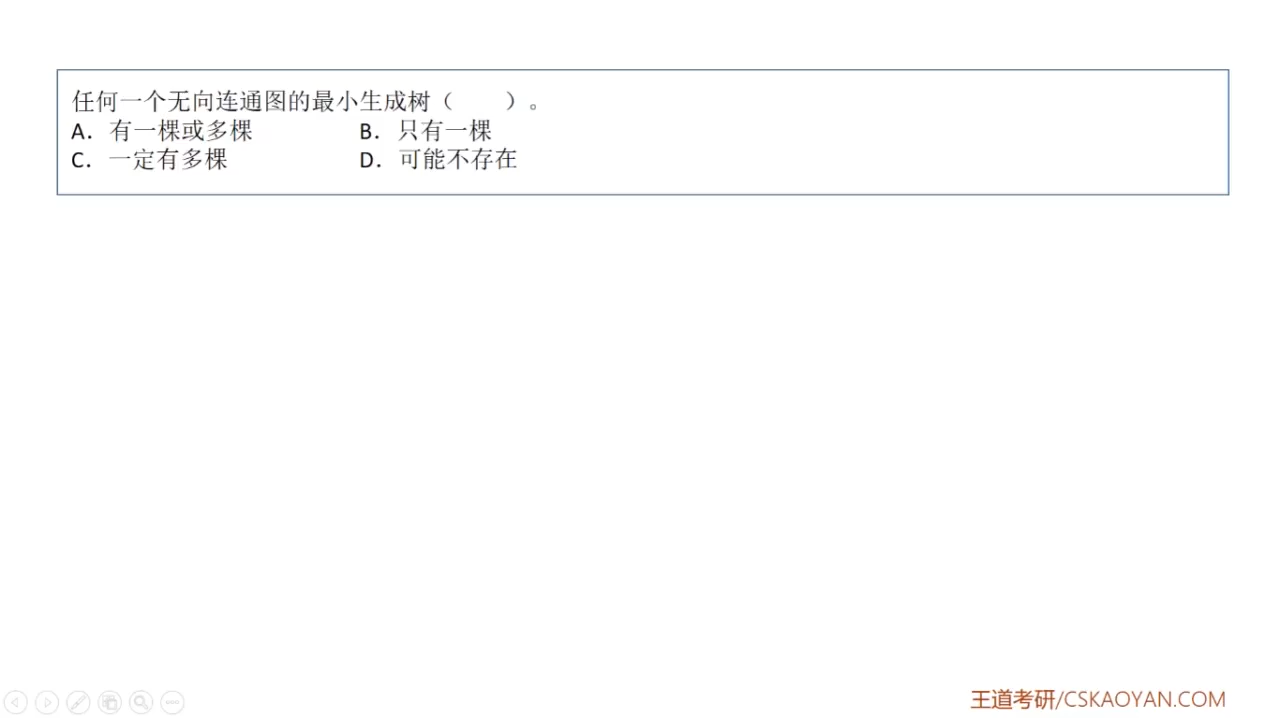 任何一个无向连通图的最小生成树（  ）。
A. 有一棵或多棵 B. 只有一棵
C. 一定有多棵 D. 可能不存在
王道考研/CSKAOYAN.COM